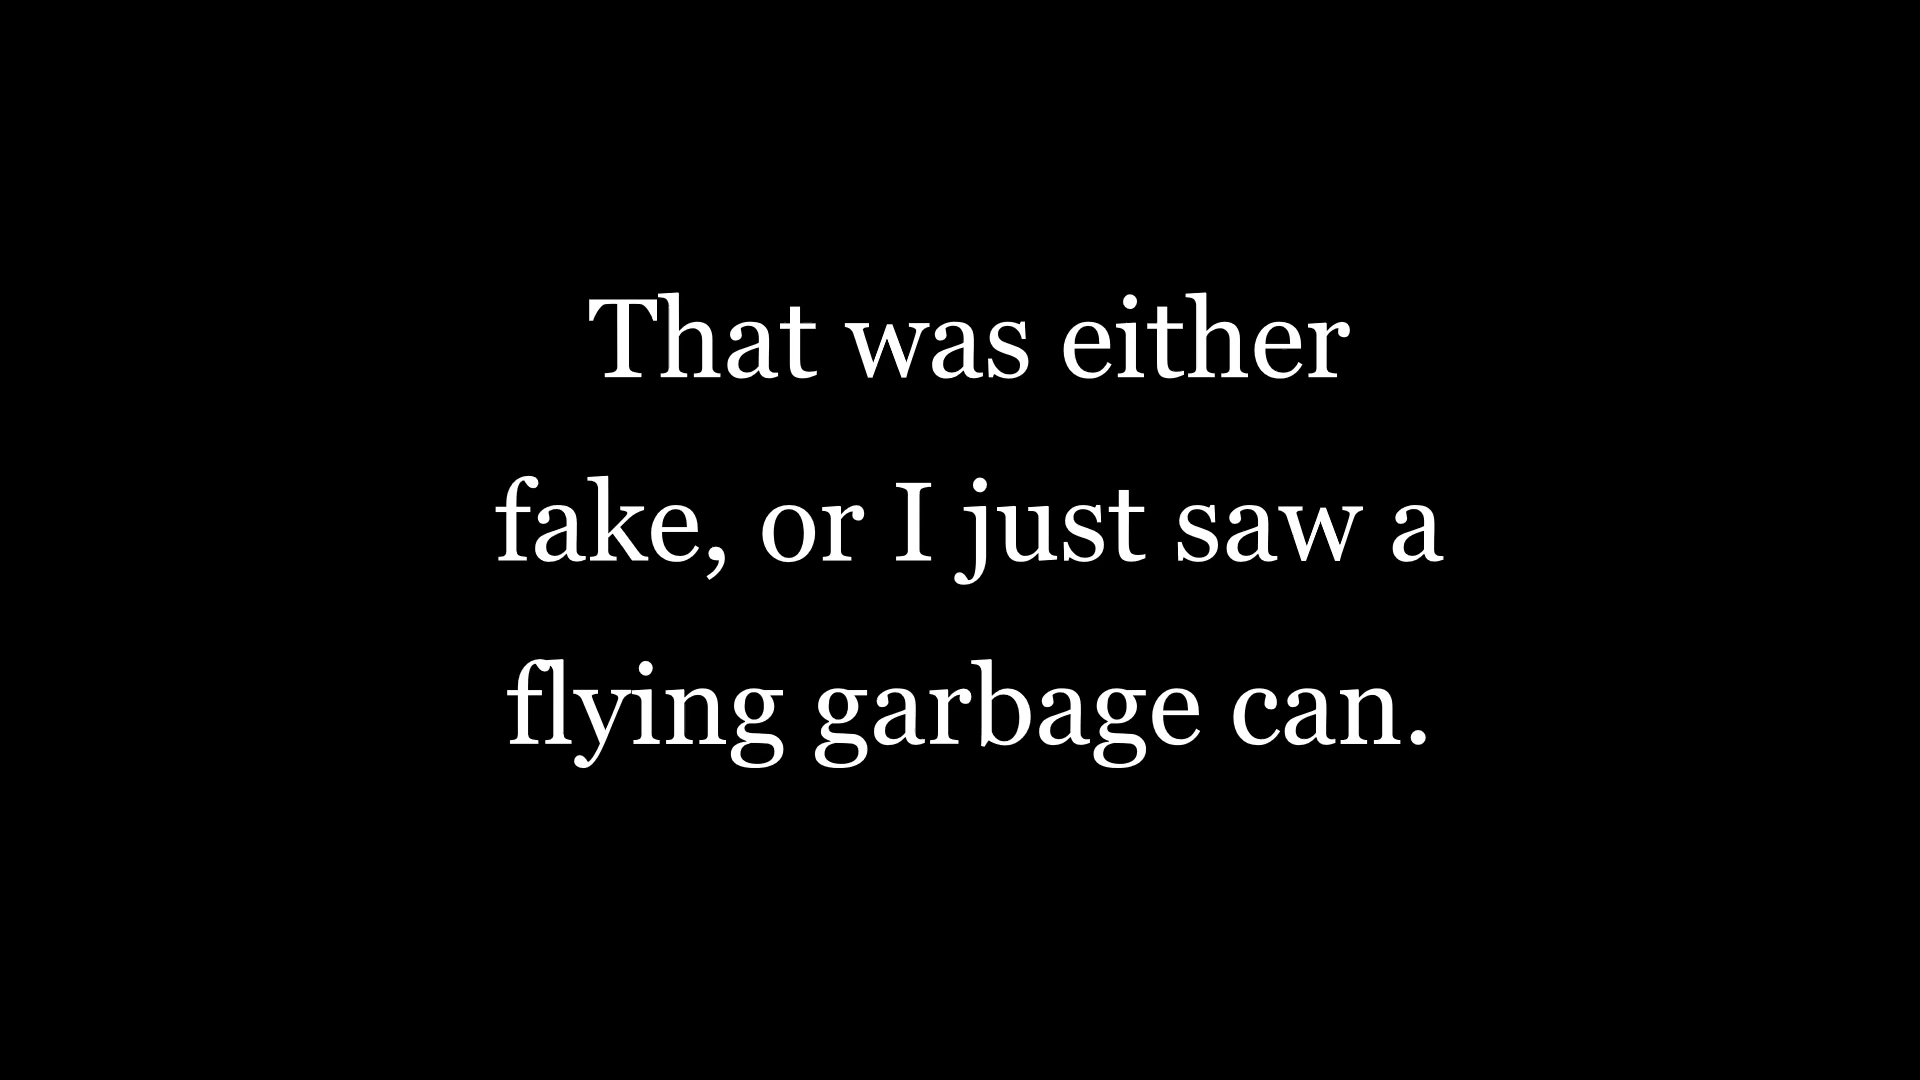 That was either
fake, or I just saw a
flying garbage can.